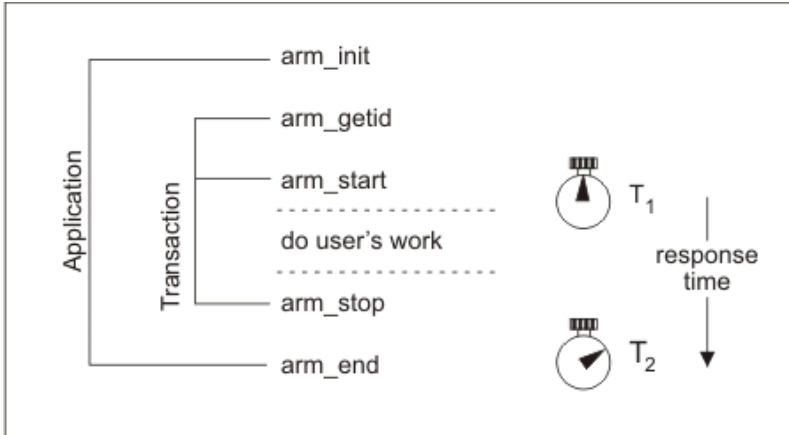 arm_init
arm_getid
arm_start
do user's work
arm_stop
arm_end
Application
Transaction
T1
response
time
T2